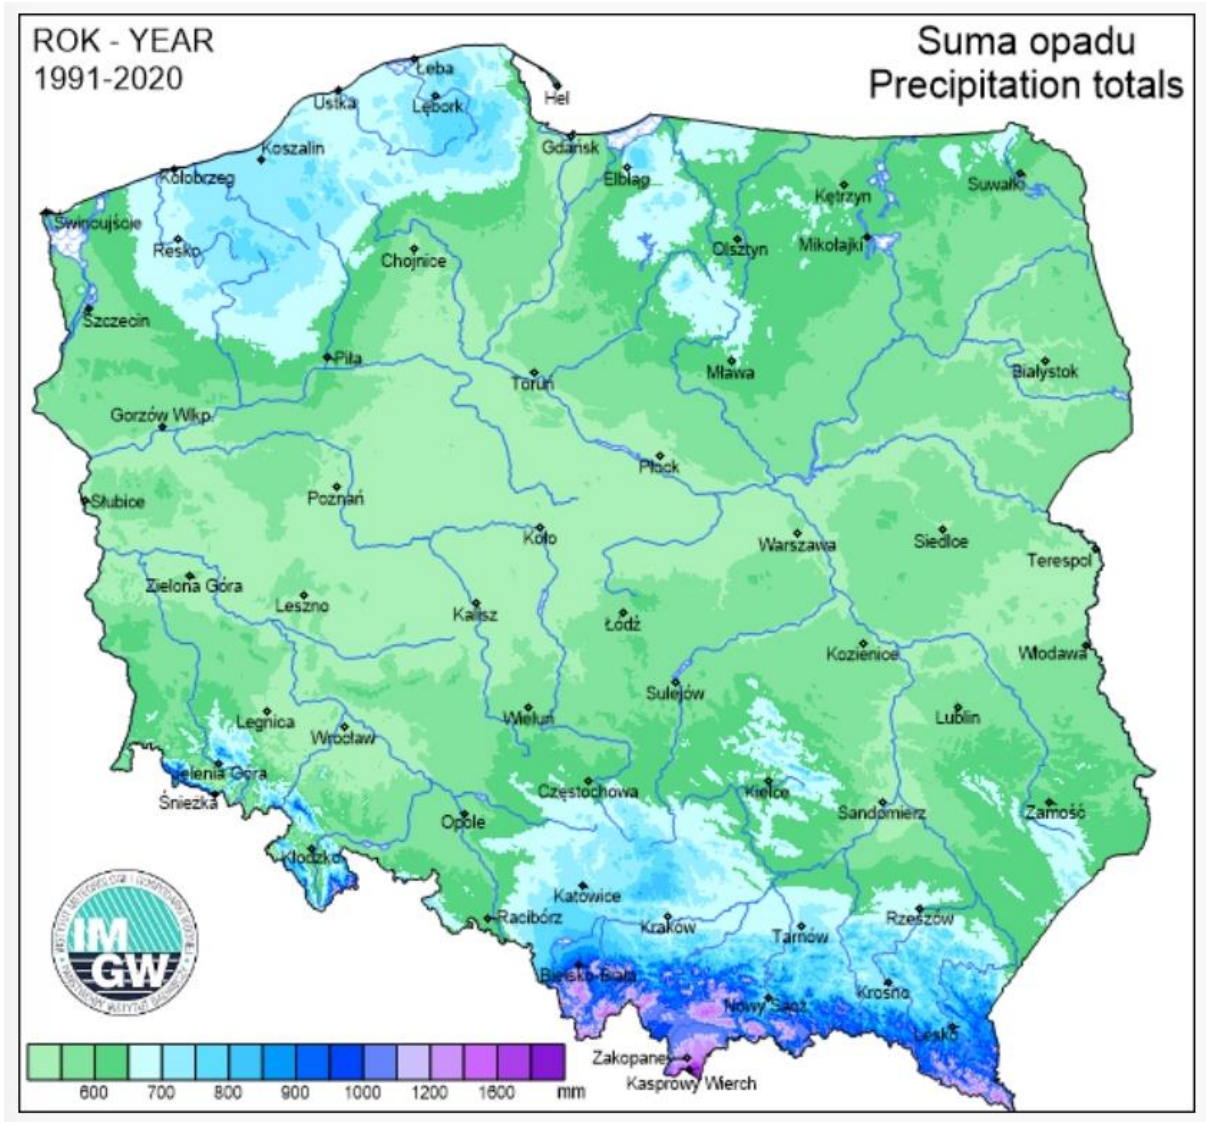 ROK - YEAR
1991-2020
Suma opadu
Precipitation totals
Łeba
Ustka
Lębork
Hel
Koszalin
Gdańsk
Kołobrzeg
Elbląg
Kętrzyn
Suwałki
Świnoujście
Resko
Chojnice
Olsztyn
Mikołajki
Szczecin
Piła
Toruń
Mława
Białystok
Gorzów Wlkp.
Płock
Słubice
Poznań
Koło
Warszawa
Siedlce
Terespol
Zielona Góra
Leszno
Kalisz
Łódź
Kozienice
Włodawa
Sulejów
Legnica
Wrocław
Wieluń
Lublin
Jelenia Góra
Śnieżka
Częstochowa
Kielce
Sandomierz
Zamość
Opole
Kłodzko
Katowice
Racibórz
Kraków
Tarnów
Rzeszów
Bielsko-Biała
Nowy Sącz
Krosno
Lesko
Zakopane
Kasprowy Wierch
IM
GW
600 700 800 900 1000 1200 1600 mm